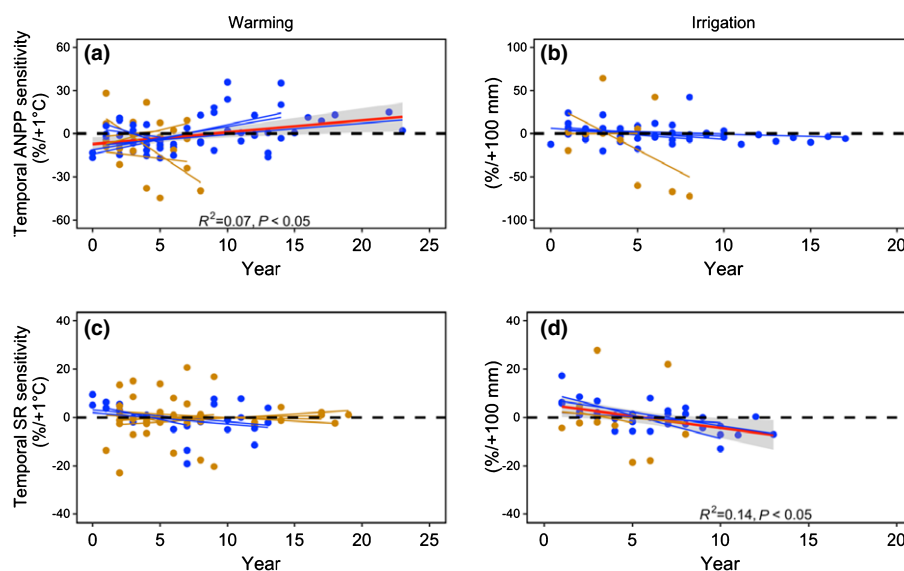 Warming
Irrigation
(a)
(b)
Temporal ANPP sensitivity
(%/+1°C)
60
30
0
-30
-60
R²=0.07, P < 0.05
0 5 10 15 20 25
Year
(%/+100 mm)
100
50
0
-50
-100
0 5 10 15 20
Year
(c)
(d)
Temporal SR sensitivity
(%/+1°C)
40
20
0
-20
-40
0 5 10 15 20 25
Year
(%/+100 mm)
40
20
0
-20
-40
R²=0.14, P < 0.05
0 5 10 15 20
Year